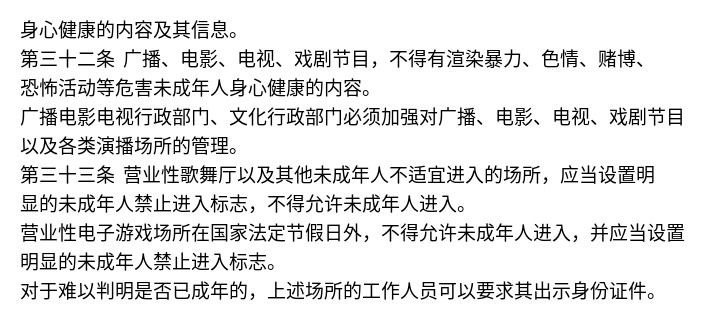 身心健康的内容及其信息。
第三十二条 广播、电影、电视、戏剧节目，不得有渲染暴力、色情、赌博、
恐怖活动等危害未成年人身心健康的内容。
广播电影电视行政部门、文化行政部门必须加强对广播、电影、电视、戏剧节目
以及各类演播场所的管理。
第三十三条 营业性歌舞厅以及其他未成年人不适宜进入的场所，应当设置明
显的未成年人禁止进入标志，不得允许未成年人进入。
营业性电子游戏场所在国家法定节假日外，不得允许未成年人进入，并应当设置
明显的未成年人禁止进入标志。
对于难以判明是否已成年的，上述场所的工作人员可以要求其出示身份证件。